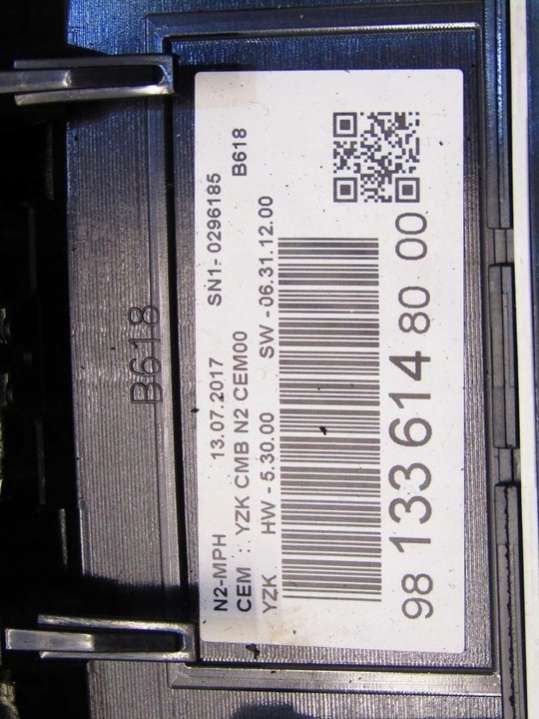 N2-MPH 13.07.2017 SN1:- 0296185
CEM : YZK CMB N2 CEM00 B618
YZK HW - 5.30.00 SW - 06.31.12.00
98 133 614 80 00
B618